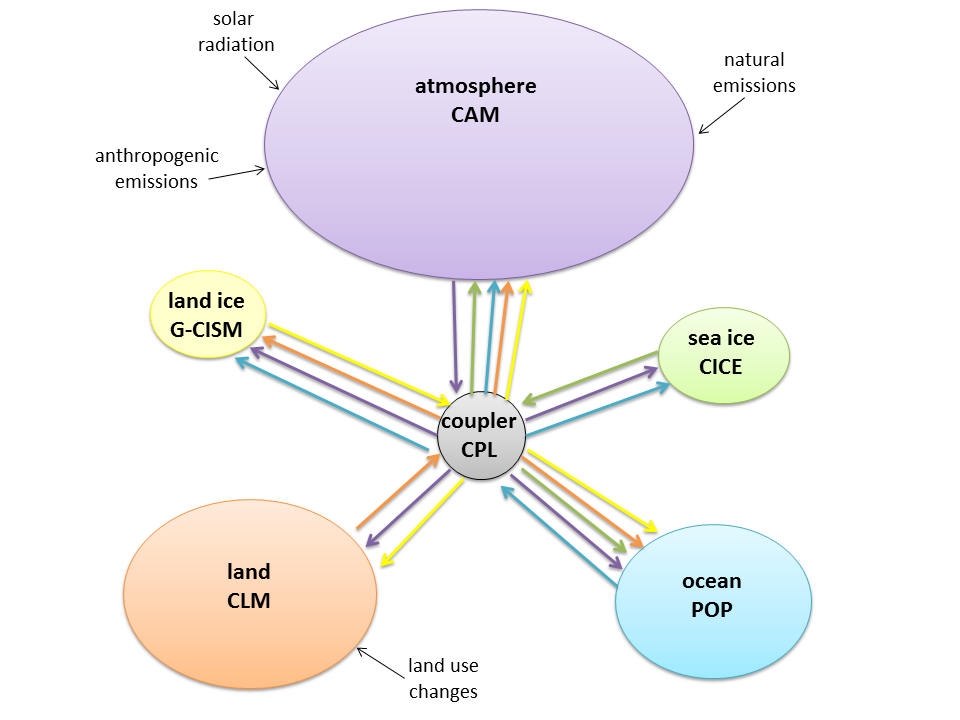 solar
radiation
natural
emissions
atmosphere
CAM
anthropogenic
emissions
land ice
G-CISM
sea ice
CICE
coupler
CPL
land
CLM
ocean
POP
land use
changes